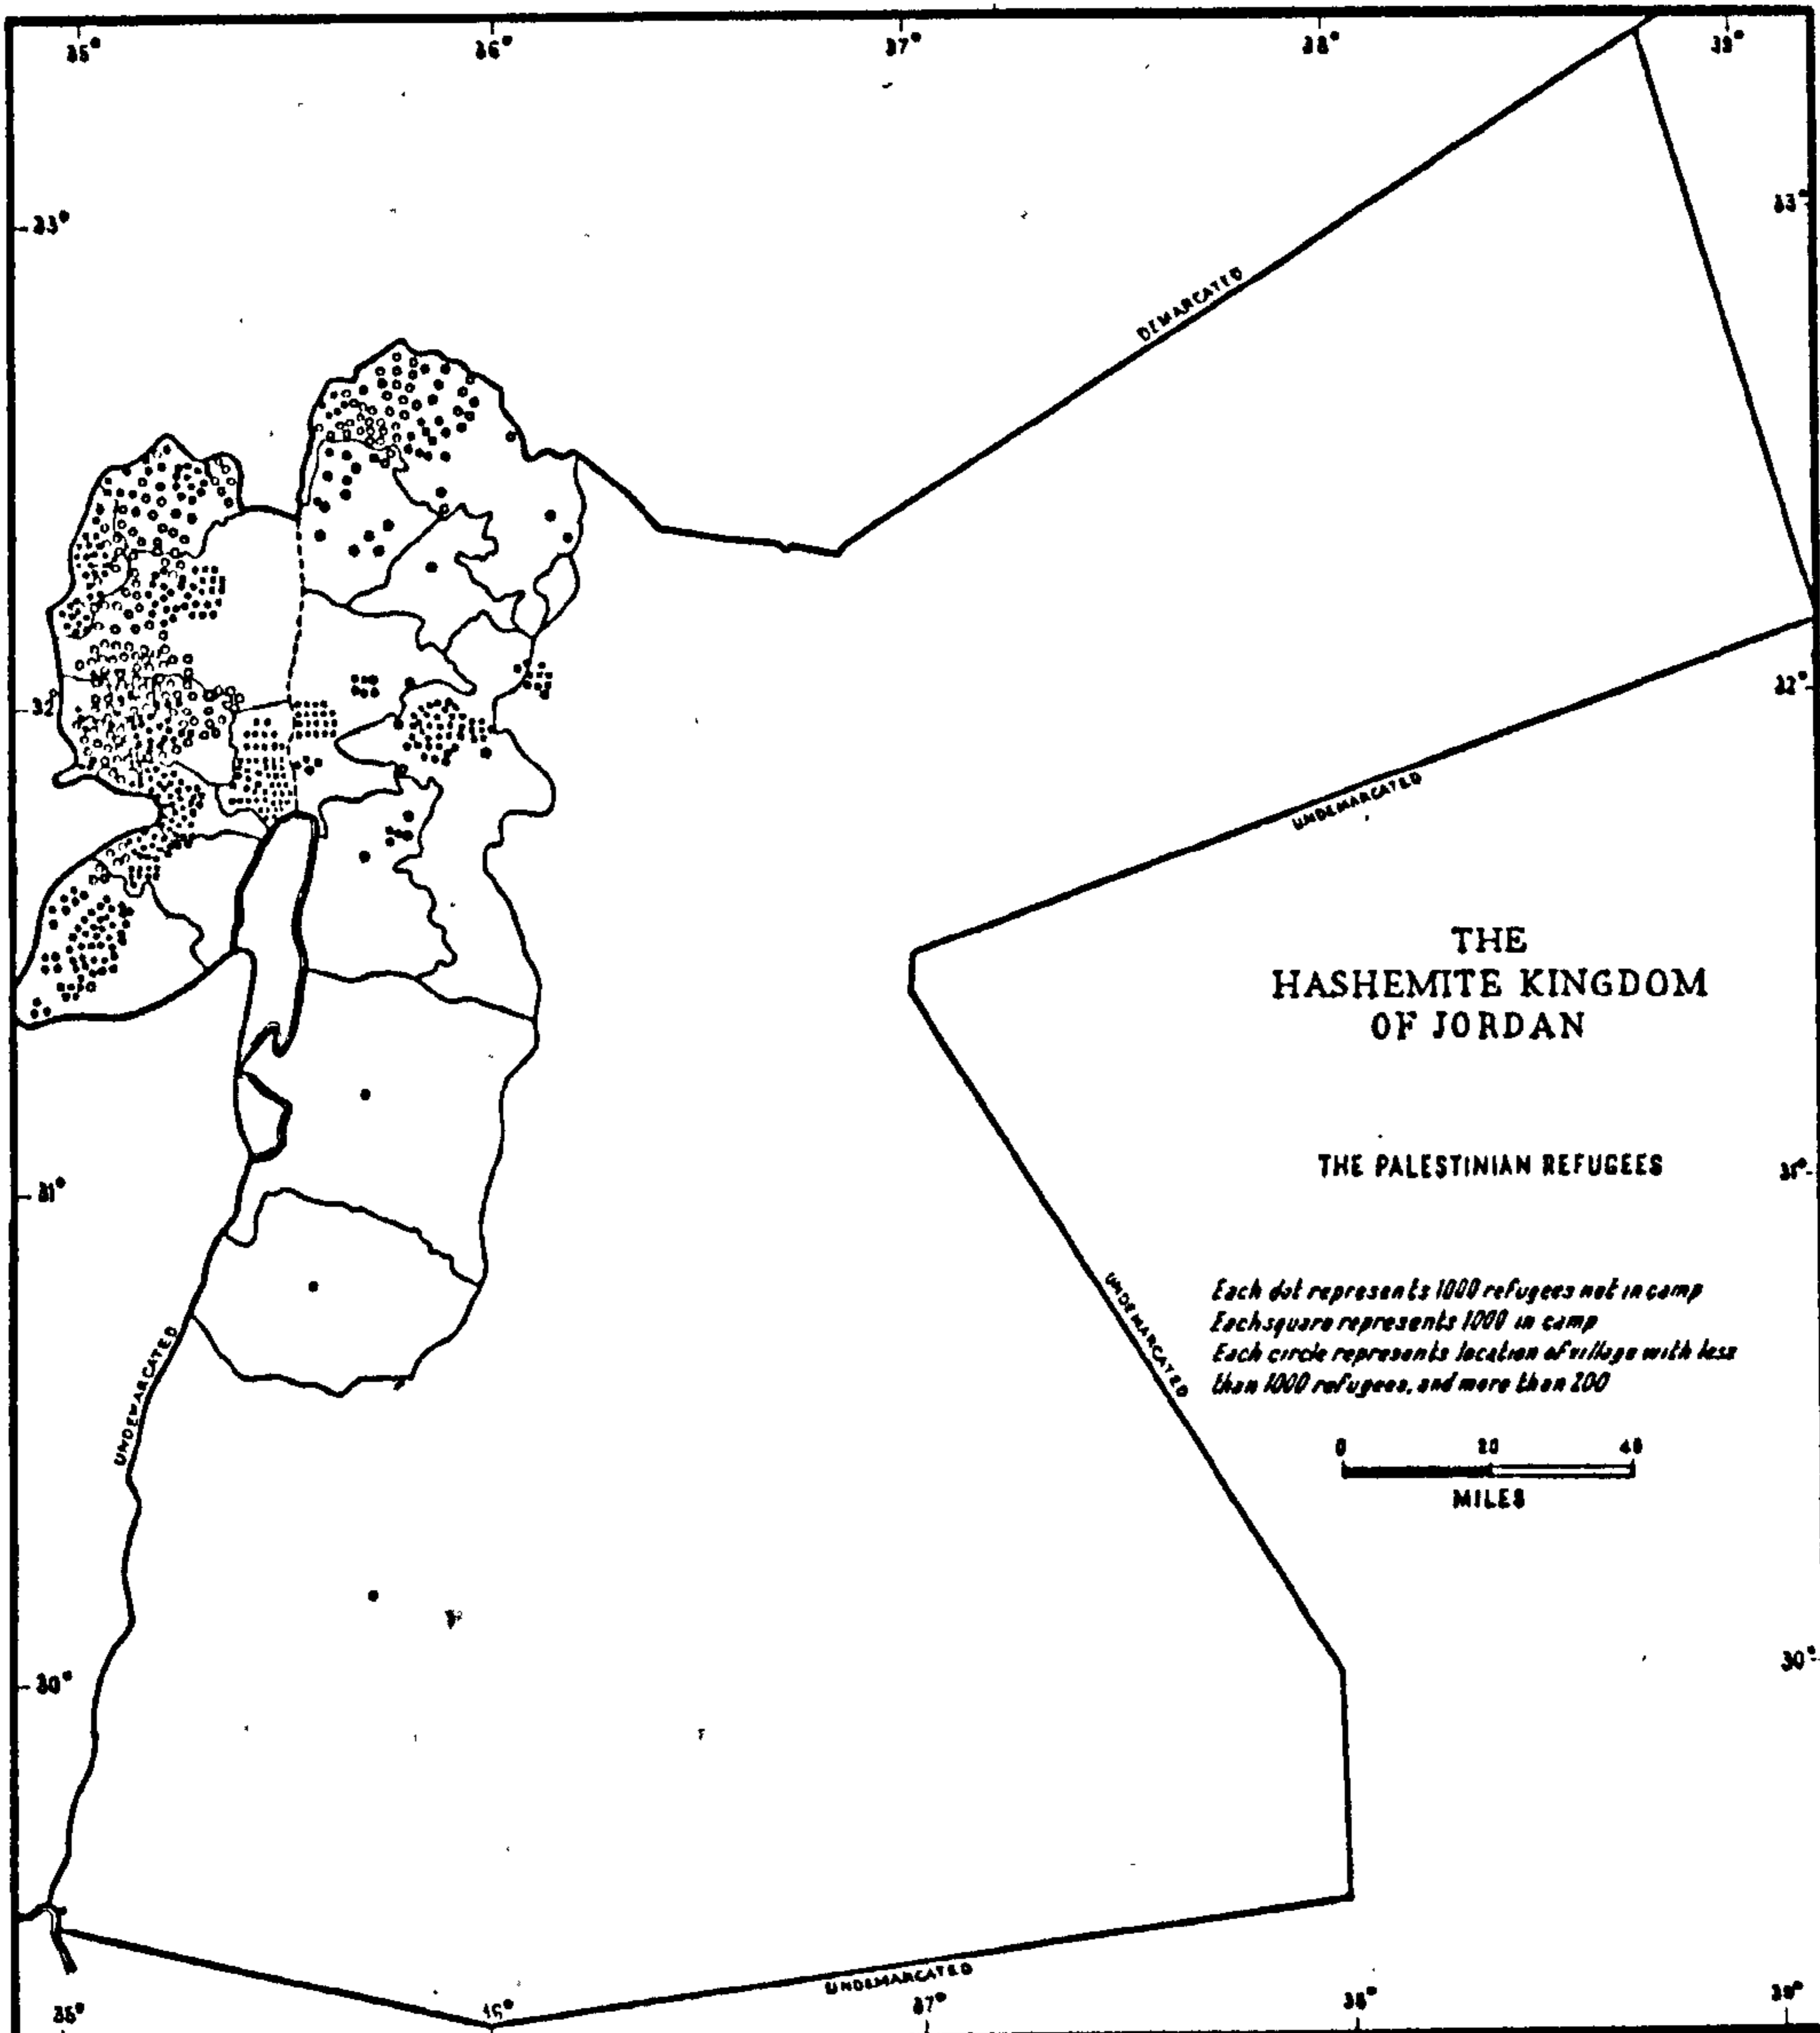 35° 36° 37° 38° 39°
33° 33°
DEMARCATED
32° 32°
UNDEMARCATED
THE
HASHEMITE KINGDOM
OF JORDAN
THE PALESTINIAN REFUGEES
31° 31°
UNDEMARCATED
Each dot represents 1000 refugees not in camp
Each square represents 1000 in camp
Each circle represents location of village with less
than 1000 refugees, and more than 200
UNDEMARCATED
0 20 40
MILES
30° 30°
UNDEMARCATED
35° 36° 37° 38° 39°